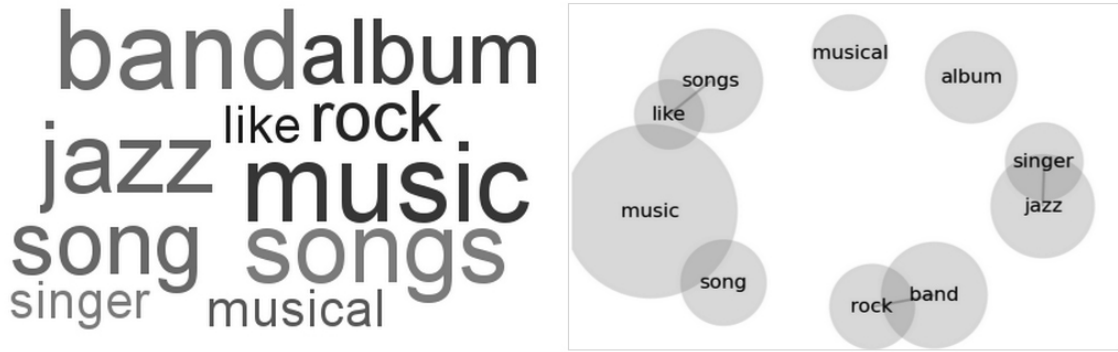 band album
like rock
jazz music
song songs
singer musical
songs musical album
like
singer
music jazz
song rock band